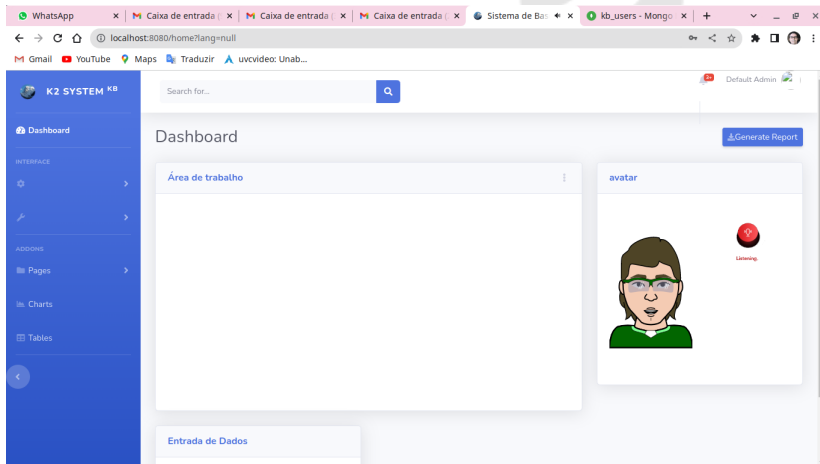 WhatsApp
Caixa de entrada (
Caixa de entrada (
Caixa de entrada (
Sistema de Bas
kb_users - Mongo
localhost:8080/home?lang=null
Gmail
YouTube
Maps
Traduzir
uvcvideo: Unab...
K2 SYSTEM KB
Search for...
3+
Default Admin
Dashboard
Dashboard
Generate Report
INTERFACE
Área de trabalho
avatar
ADDONS
Pages
Listening.
Charts
Tables
Entrada de Dados